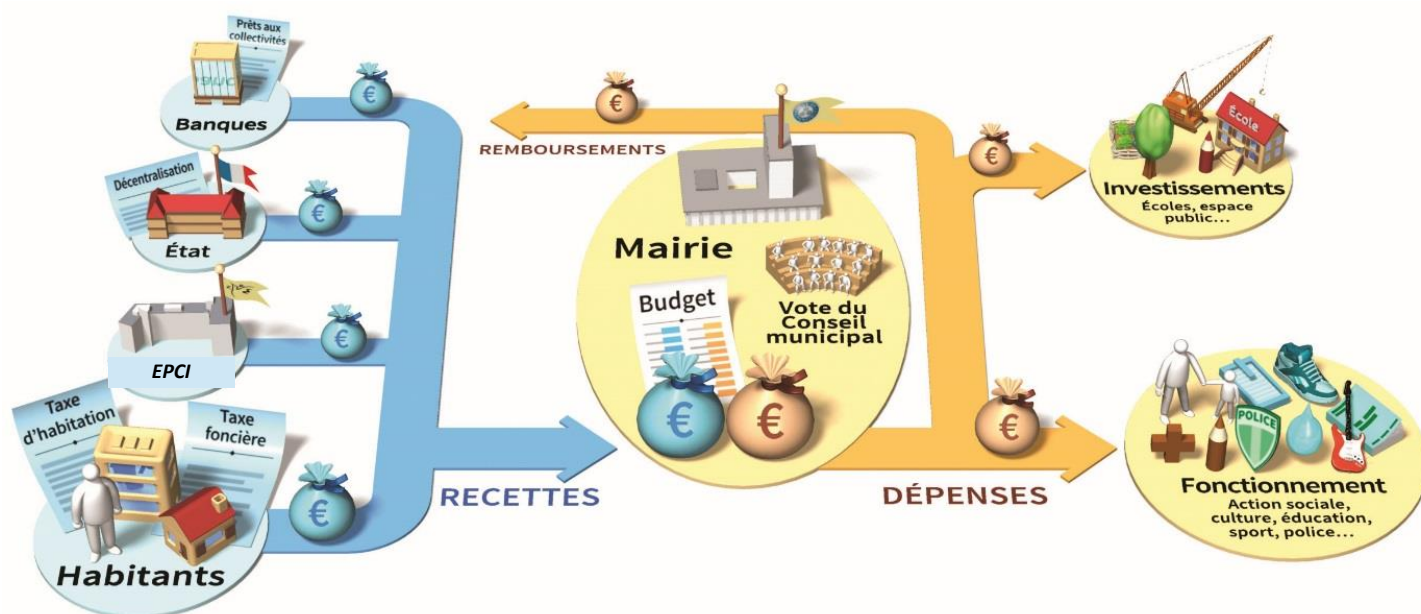 Prêts aux
collectivités
Banques
Décentralisation
État
EPCI
Taxe
d'habitation
Taxe
foncière
Habitants
RECETTES
REMBOURSEMENTS
Mairie
Budget
Vote du
Conseil
municipal
DÉPENSES
École
Investissements
Écoles, espace
public...
POLICE
Fonctionnement
Action sociale,
culture, éducation,
sport, police...